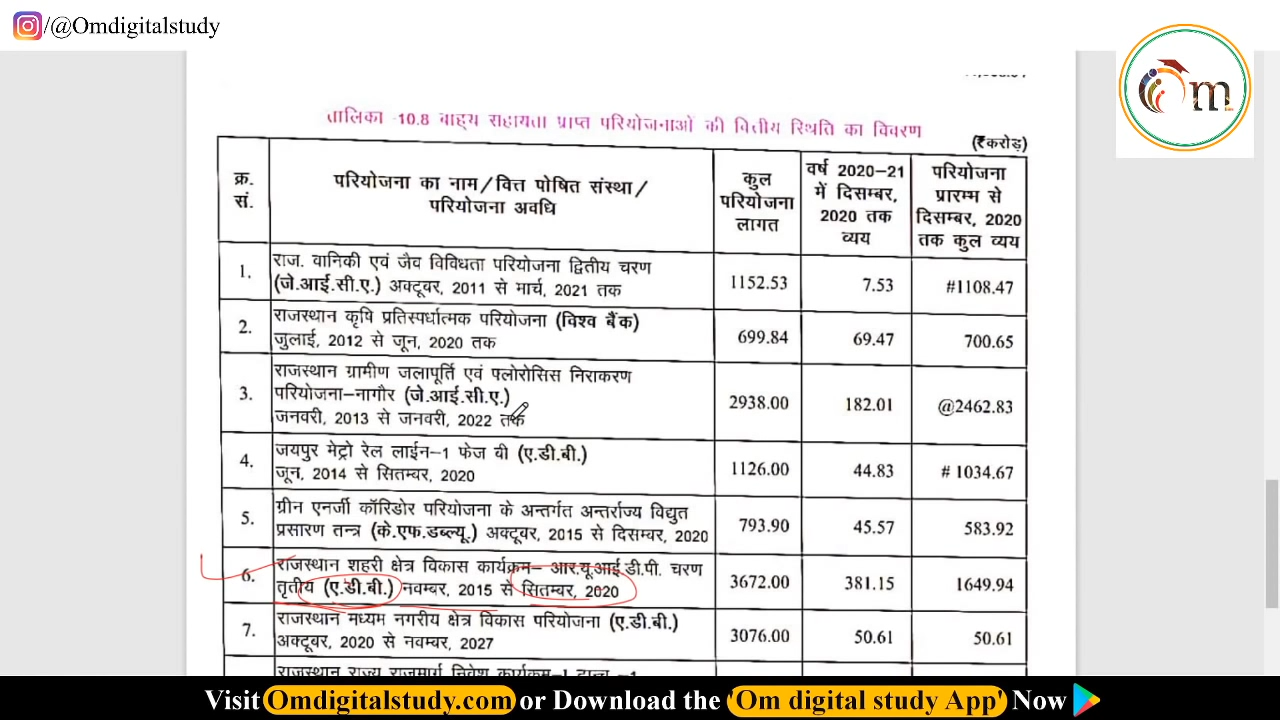 /@Omdigitalstudy
Om
तालिका -10.8 बाह्य सहायता प्राप्त परियोजनाओं की वित्तीय स्थिति का विवरण
(₹करोड़)
क्र. सं. परियोजना का नाम/वित्त पोषित संस्था/ परियोजना अवधि कुल परियोजना लागत वर्ष 2020-21 में दिसम्बर, 2020 तक व्यय परियोजना प्रारम्भ से दिसम्बर, 2020 तक कुल व्यय
1. राज. वानिकी एवं जैव विविधता परियोजना द्वितीय चरण
(जे.आई.सी.ए.) अक्टूबर, 2011 से मार्च, 2021 तक 1152.53 7.53 #1108.47
2. राजस्थान कृषि प्रतिस्पर्धात्मक परियोजना (विश्व बैंक)
जुलाई, 2012 से जून, 2020 तक 699.84 69.47 700.65
3. राजस्थान ग्रामीण जलापूर्ति एवं फ्लोरोसिस निराकरण
परियोजना-नागौर (जे.आई.सी.ए.)
जनवरी, 2013 से जनवरी, 2022 तक 2938.00 182.01 @2462.83
4. जयपुर मेट्रो रेल लाईन-1 फेज वी (ए.डी.बी.)
जून, 2014 से सितम्बर, 2020 1126.00 44.83 # 1034.67
5. ग्रीन एनर्जी कॉरिडोर परियोजना के अन्तर्गत अन्तर्राज्य विद्युत
प्रसारण तन्त्र (के.एफ.डब्ल्यू.) अक्टूबर, 2015 से दिसम्बर, 2020 793.90 45.57 583.92
6. राजस्थान शहरी क्षेत्र विकास कार्यक्रम- आर.यू.आई.डी.पी. चरण
तृतीय (ए.डी.बी.) नवम्बर, 2015 से सितम्बर, 2020 3672.00 381.15 1649.94
7. राजस्थान मध्यम नगरीय क्षेत्र विकास परियोजना (ए.डी.बी.)
अक्टूबर, 2020 से नवम्बर, 2027 3076.00 50.61 50.61
राजस्थान राज्य राजमार्ग निवेश कार्यक्रम-1
Visit Omdigitalstudy.com or Download the 'Om digital study App' Now